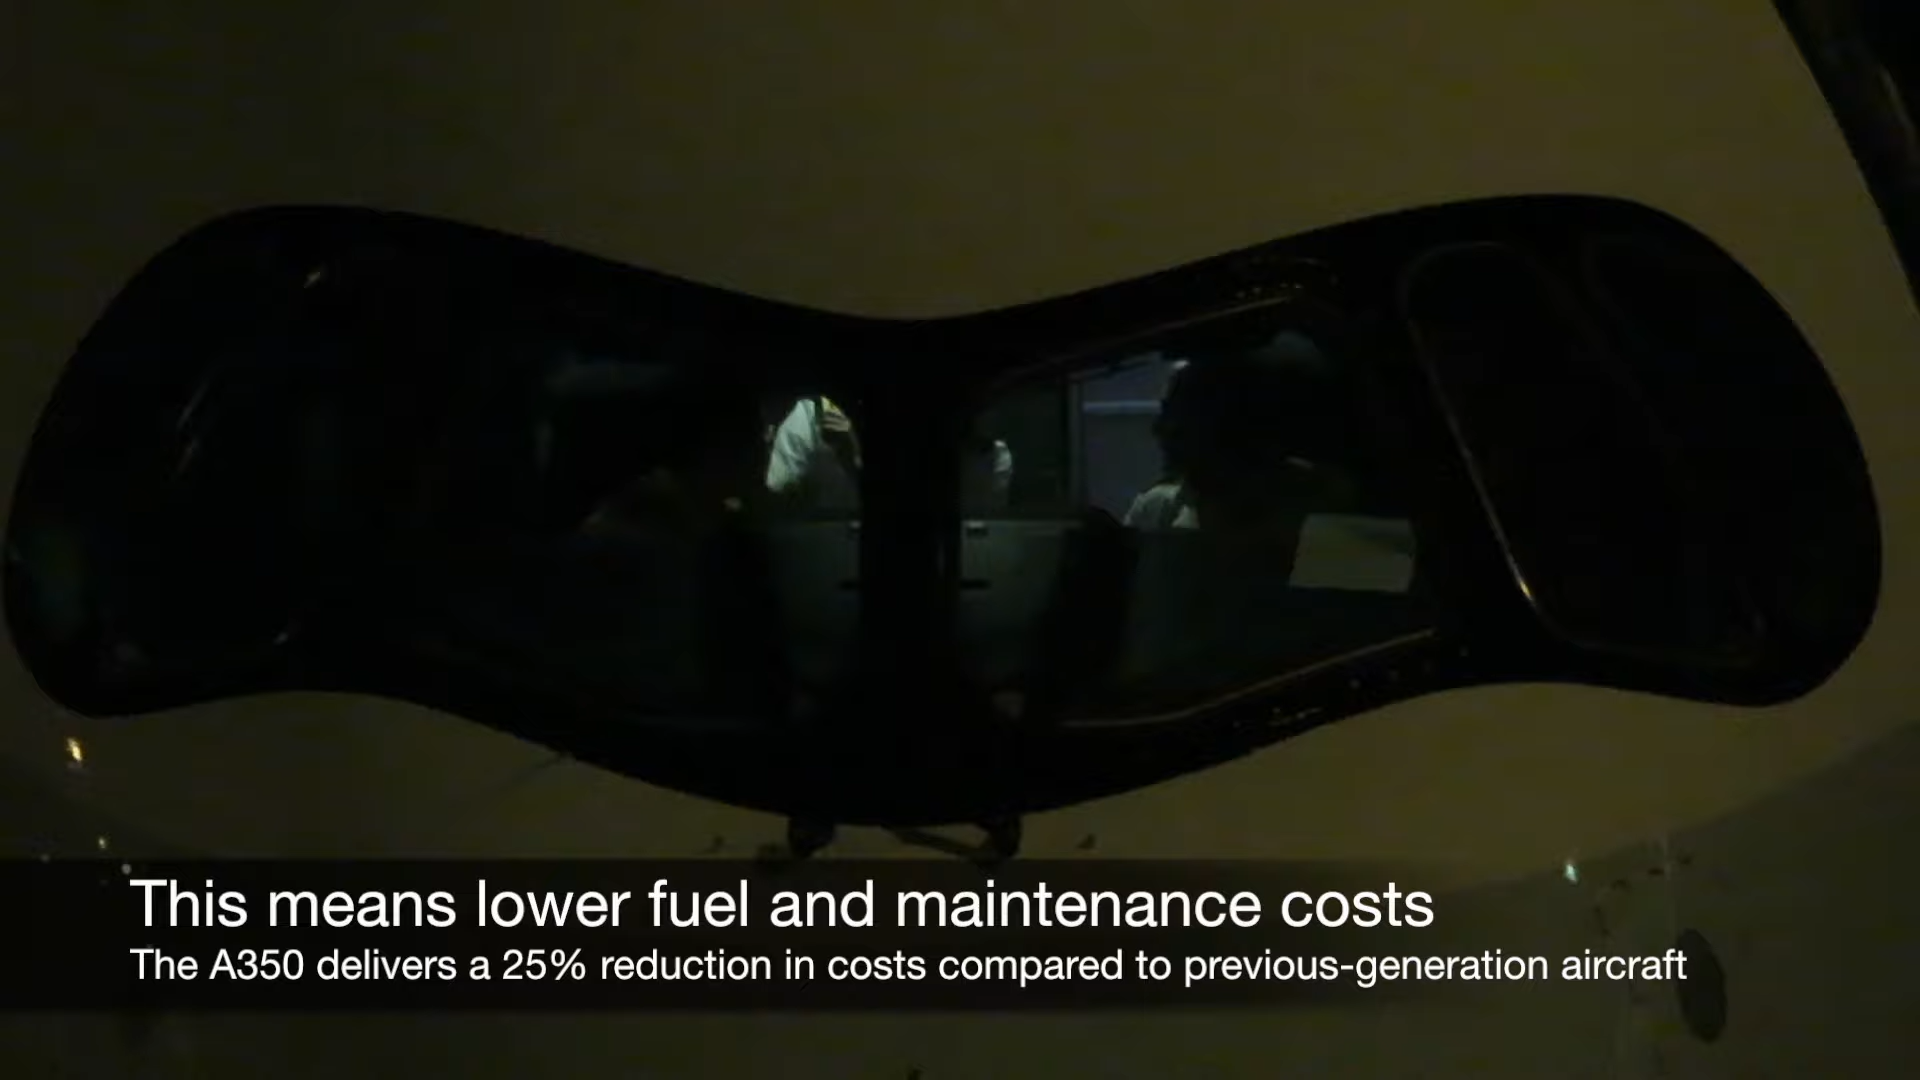 This means lower fuel and maintenance costs
The A350 delivers a 25% reduction in costs compared to previous-generation aircraft